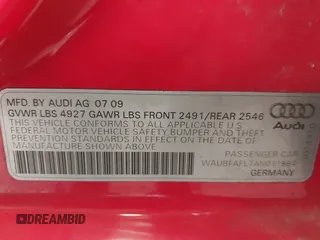 MFD. BY AUDI AG 07 09
GVWR LBS 4927 GAWR LBS FRONT 2491/REAR 2546
THIS VEHICLE CONFORMS TO ALL APPLICABLE U.S.
FEDERAL MOTOR VEHICLE SAFETY BUMPER AND THEFT
PREVENTION STANDARDS IN EFFECT ON THE DATE OF
MANUFACTURE SHOWN ABOVE
Audi
PASSENGER CAR
GERMANY
DREAMBID